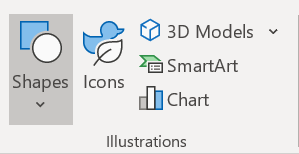 Shapes
Icons
3D Models
SmartArt
Chart
Illustrations